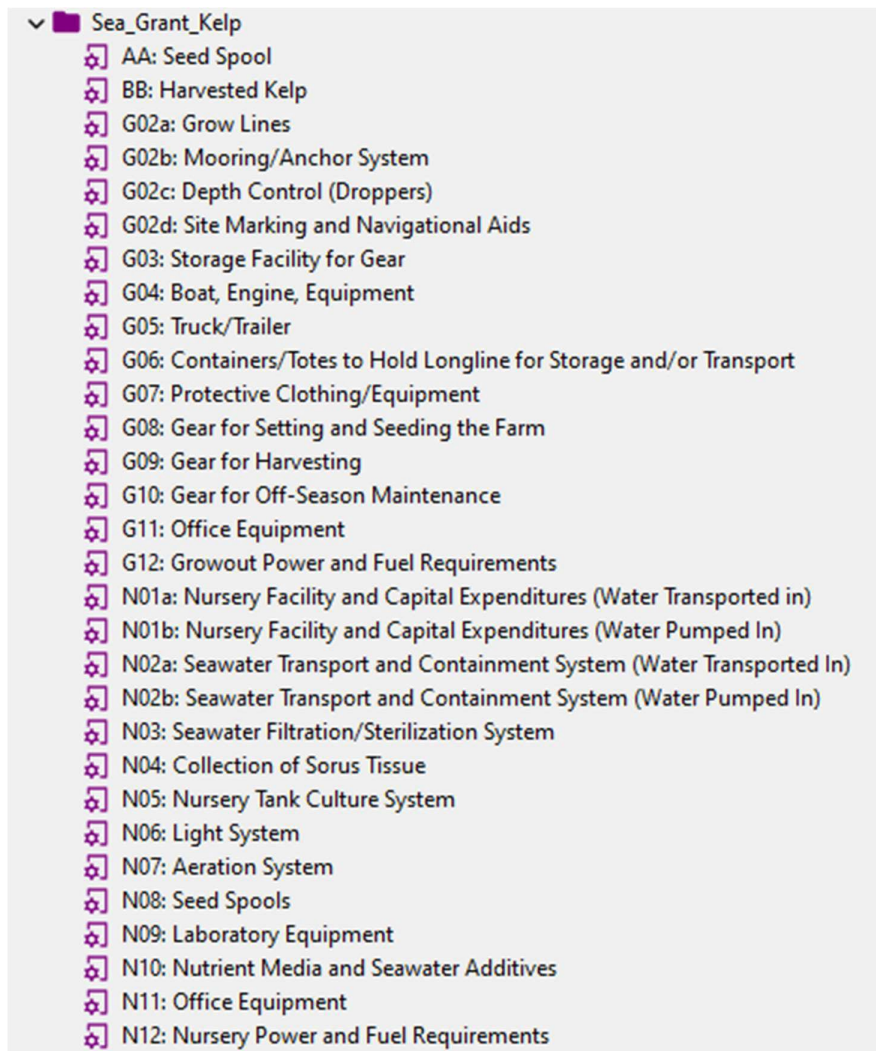 Sea_Grant_Kelp
AA: Seed Spool
BB: Harvested Kelp
G02a: Grow Lines
G02b: Mooring/Anchor System
G02c: Depth Control (Droppers)
G02d: Site Marking and Navigational Aids
G03: Storage Facility for Gear
G04: Boat, Engine, Equipment
G05: Truck/Trailer
G06: Containers/Totes to Hold Longline for Storage and/or Transport
G07: Protective Clothing/Equipment
G08: Gear for Setting and Seeding the Farm
G09: Gear for Harvesting
G10: Gear for Off-Season Maintenance
G11: Office Equipment
G12: Growout Power and Fuel Requirements
N01a: Nursery Facility and Capital Expenditures (Water Transported in)
N01b: Nursery Facility and Capital Expenditures (Water Pumped In)
N02a: Seawater Transport and Containment System (Water Transported In)
N02b: Seawater Transport and Containment System (Water Pumped In)
N03: Seawater Filtration/Sterilization System
N04: Collection of Sorus Tissue
N05: Nursery Tank Culture System
N06: Light System
N07: Aeration System
N08: Seed Spools
N09: Laboratory Equipment
N10: Nutrient Media and Seawater Additives
N11: Office Equipment
N12: Nursery Power and Fuel Requirements